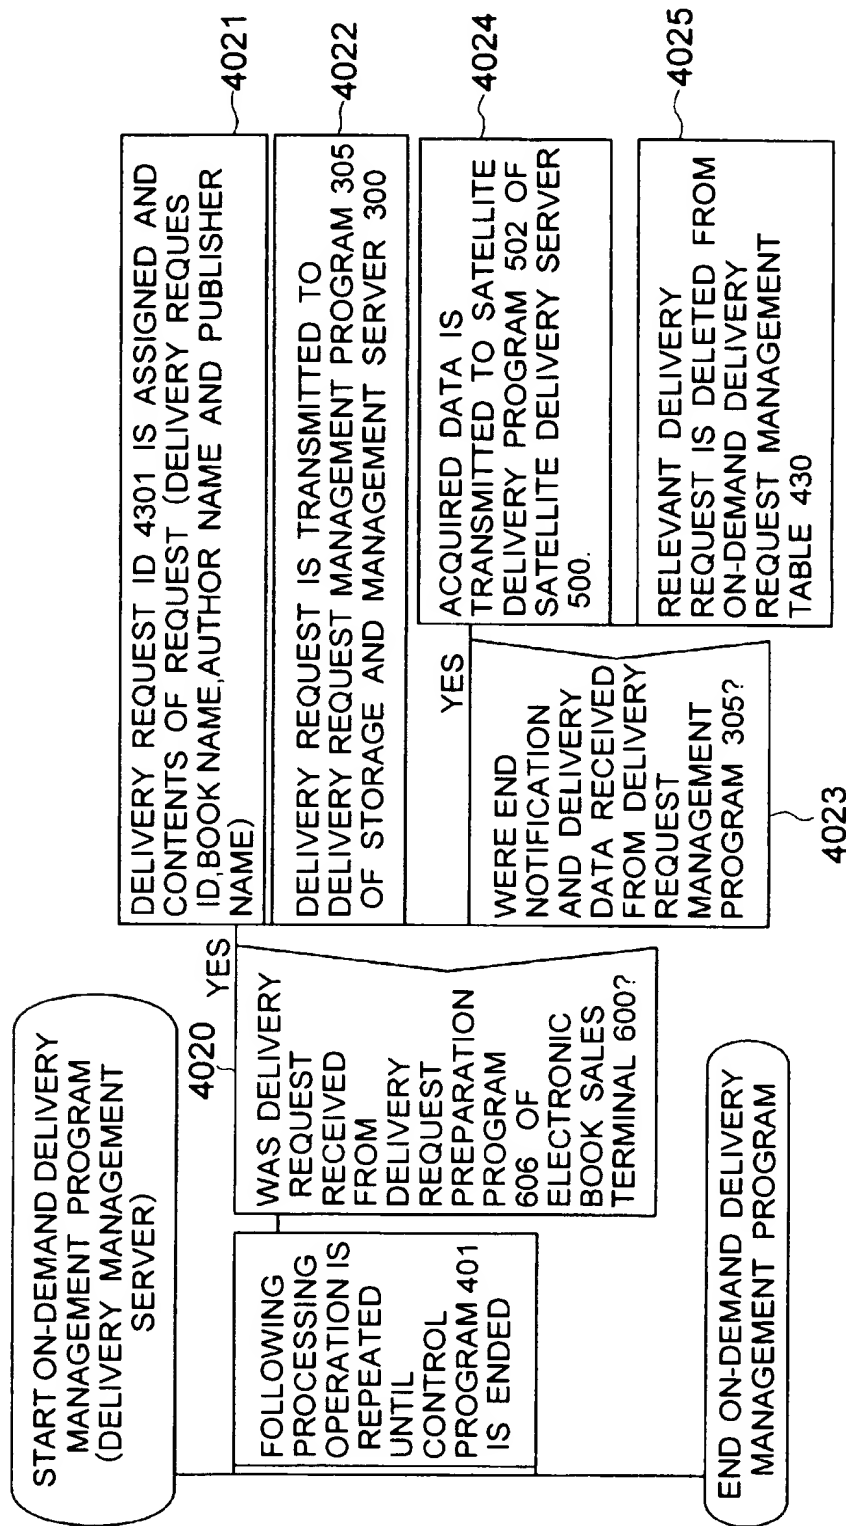 START ON-DEMAND DELIVERY
MANAGEMENT PROGRAM
(DELIVERY MANAGEMENT
SERVER)
FOLLOWING
PROCESSING
OPERATION IS
REPEATED
UNTIL
CONTROL
PROGRAM 401
IS ENDED
4020
YES
WAS DELIVERY
REQUEST
RECEIVED
FROM
DELIVERY
REQUEST
PREPARATION
PROGRAM
606 OF
ELECTRONIC
BOOK SALES
TERMINAL 600?
DELIVERY REQUEST ID 4301 IS ASSIGNED AND
CONTENTS OF REQUEST (DELIVERY REQUES
ID,BOOK NAME,AUTHOR NAME AND PUBLISHER
NAME)
4021
DELIVERY REQUEST IS TRANSMITTED TO
DELIVERY REQUEST MANAGEMENT PROGRAM 305
OF STORAGE AND MANAGEMENT SERVER 300
4022
YES
WERE END
NOTIFICATION
AND DELIVERY
DATA RECEIVED
FROM DELIVERY
REQUEST
MANAGEMENT
PROGRAM 305?
4023
ACQUIRED DATA IS
TRANSMITTED TO SATELLITE
DELIVERY PROGRAM 502 OF
SATELLITE DELIVERY SERVER
500.
4024
RELEVANT DELIVERY
REQUEST IS DELETED FROM
ON-DEMAND DELIVERY
REQUEST MANAGEMENT
TABLE 430
4025
END ON-DEMAND DELIVERY
MANAGEMENT PROGRAM